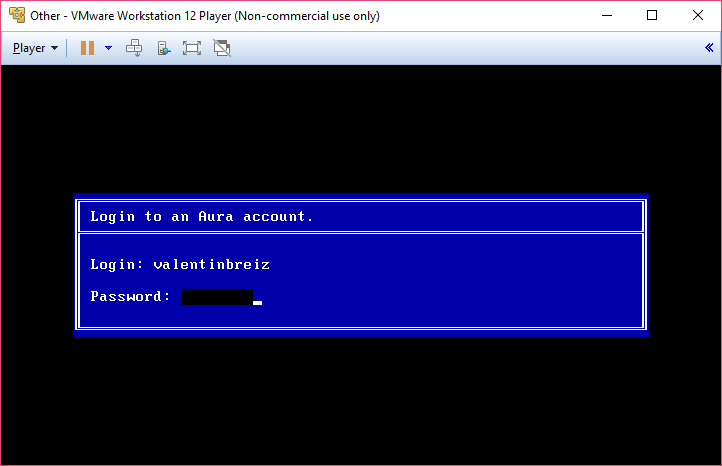 Other - VMware Workstation 12 Player (Non-commercial use only)
Player
Login to an Aura account.
Login: valentinbreiz
Password: